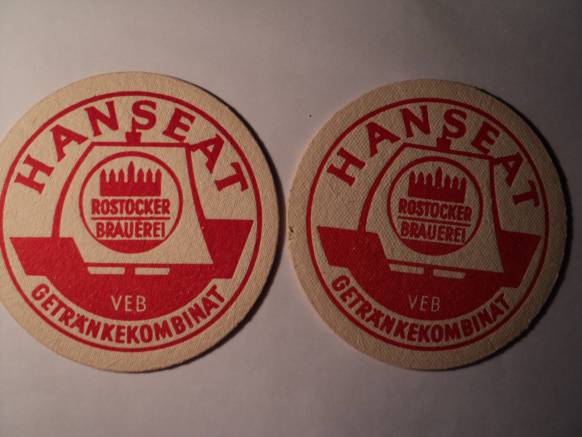 HANSEAT
ROSTOCKER
BRAUEREI
VEB
GETRÄNKEKOMBINAT
HANSEAT
ROSTOCKER
BRAUEREI
VEB
GETRÄNKEKOMBINAT